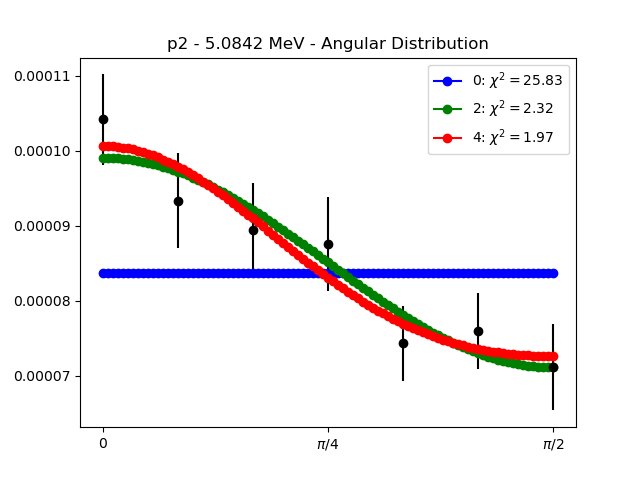 p2 - 5.0842 MeV - Angular Distribution
0.00011
0.00010
0.00009
0.00008
0.00007
0: χ² = 25.83
2: χ² = 2.32
4: χ² = 1.97
0
π/4
π/2